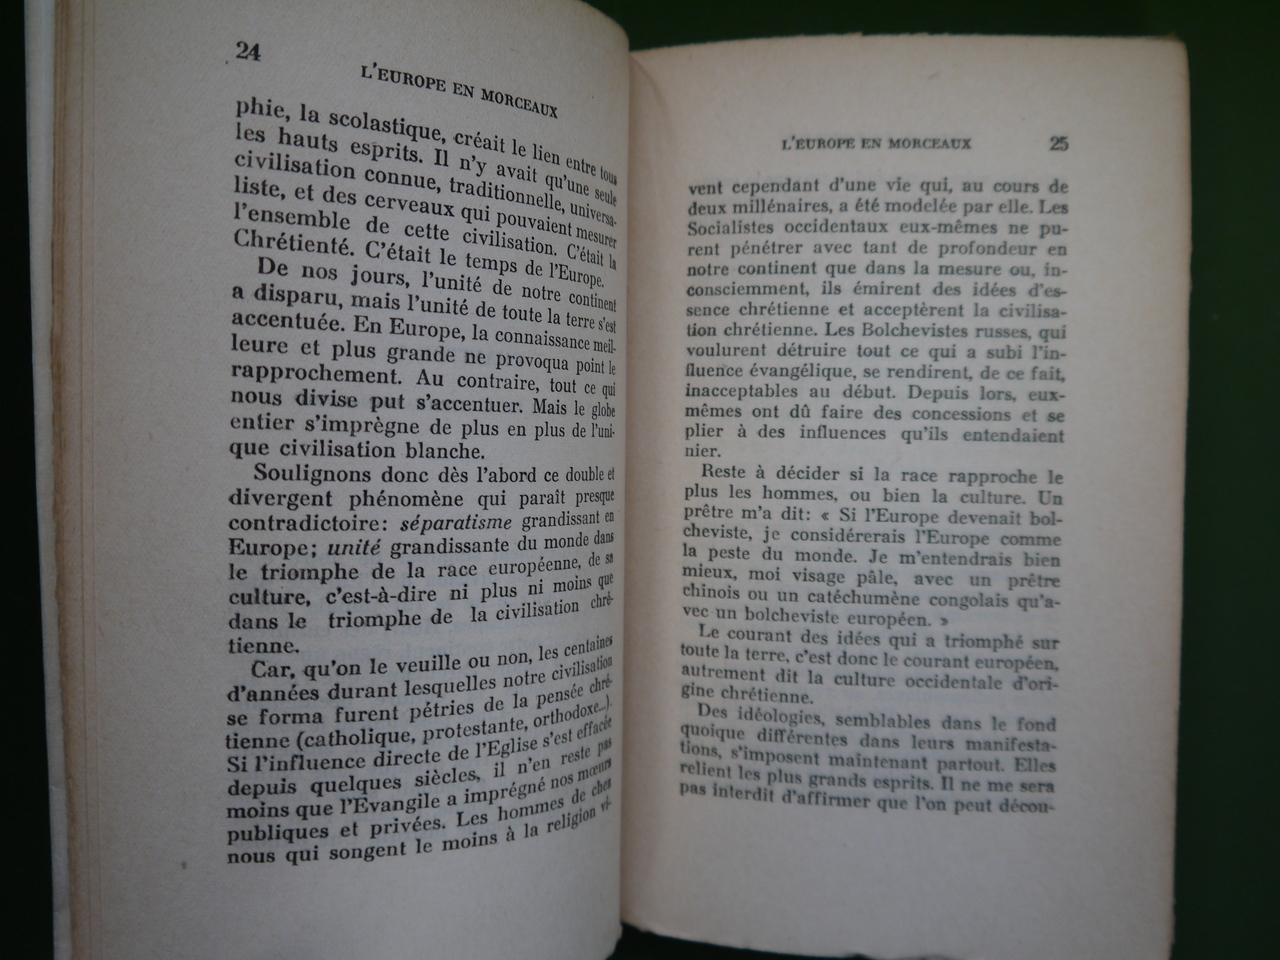 24
L'EUROPE EN MORCEAUX
phie, la scolastique, créait le lien entre tous
les hauts esprits. Il n'y avait qu'une seule
civilisation connue, traditionnelle, universa-
liste, et des cerveaux qui pouvaient mesurer
l'ensemble de cette civilisation. C'était la
Chrétienté. C'était le temps de l'Europe.
De nos jours, l'unité de notre continent
a disparu, mais l'unité de toute la terre s'est
accentuée. En Europe, la connaissance meil-
leure et plus grande ne provoqua point le
rapprochement. Au contraire, tout ce qui
nous divise put s'accentuer. Mais le globe
entier s'imprègne de plus en plus de l'uni-
que civilisation blanche.
Soulignons donc dès l'abord ce double et
divergent phénomène qui paraît presque
contradictoire: séparatisme grandissant en
Europe; unité grandissante du monde dans
le triomphe de la race européenne, de sa
culture, c'est-à-dire ni plus ni moins que
dans le triomphe de la civilisation chré-
tienne.
Car, qu'on le veuille ou non, les centaines
d'années durant lesquelles notre civilisation
se forma furent pétries de la pensée chré-
tienne (catholique, protestante, orthodoxe...).
Si l'influence directe de l'Eglise s'est effacée
depuis quelques siècles, il n'en reste pas
moins que l'Evangile a imprégné nos mœurs
publiques et privées. Les hommes de chez
nous qui songent le moins à la religion vi-
L'EUROPE EN MORCEAUX
25
vent cependant d'une vie qui, au cours de
deux millénaires, a été modelée par elle. Les
Socialistes occidentaux eux-mêmes ne pu-
rent pénétrer avec tant de profondeur en
notre continent que dans la mesure ou, in-
consciemment, ils émirent des idées d'es-
sence chrétienne et acceptèrent la civilisa-
tion chrétienne. Les Bolchevistes russes, qui
voulurent détruire tout ce qui a subi l'in-
fluence évangélique, se rendirent, de ce fait,
inacceptables au début. Depuis lors, eux-
mêmes ont dû faire des concessions et se
plier à des influences qu'ils entendaient
nier.
Reste à décider si la race rapproche le
plus les hommes, ou bien la culture. Un
prêtre m'a dit: « Si l'Europe devenait bol-
cheviste, je considérerais l'Europe comme
la peste du monde. Je m'entendrais bien
mieux, moi visage pâle, avec un prêtre
chinois ou un catéchumène congolais qu'a-
vec un bolcheviste européen. »
Le courant des idées qui a triomphé sur
toute la terre, c'est donc le courant européen,
autrement dit la culture occidentale d'ori-
gine chrétienne.
Des idéologies, semblables dans le fond
quoique différentes dans leurs manifesta-
tions, s'imposent maintenant partout. Elles
relient les plus grands esprits. Il ne me sera
pas interdit d'affirmer que l'on peut décou-